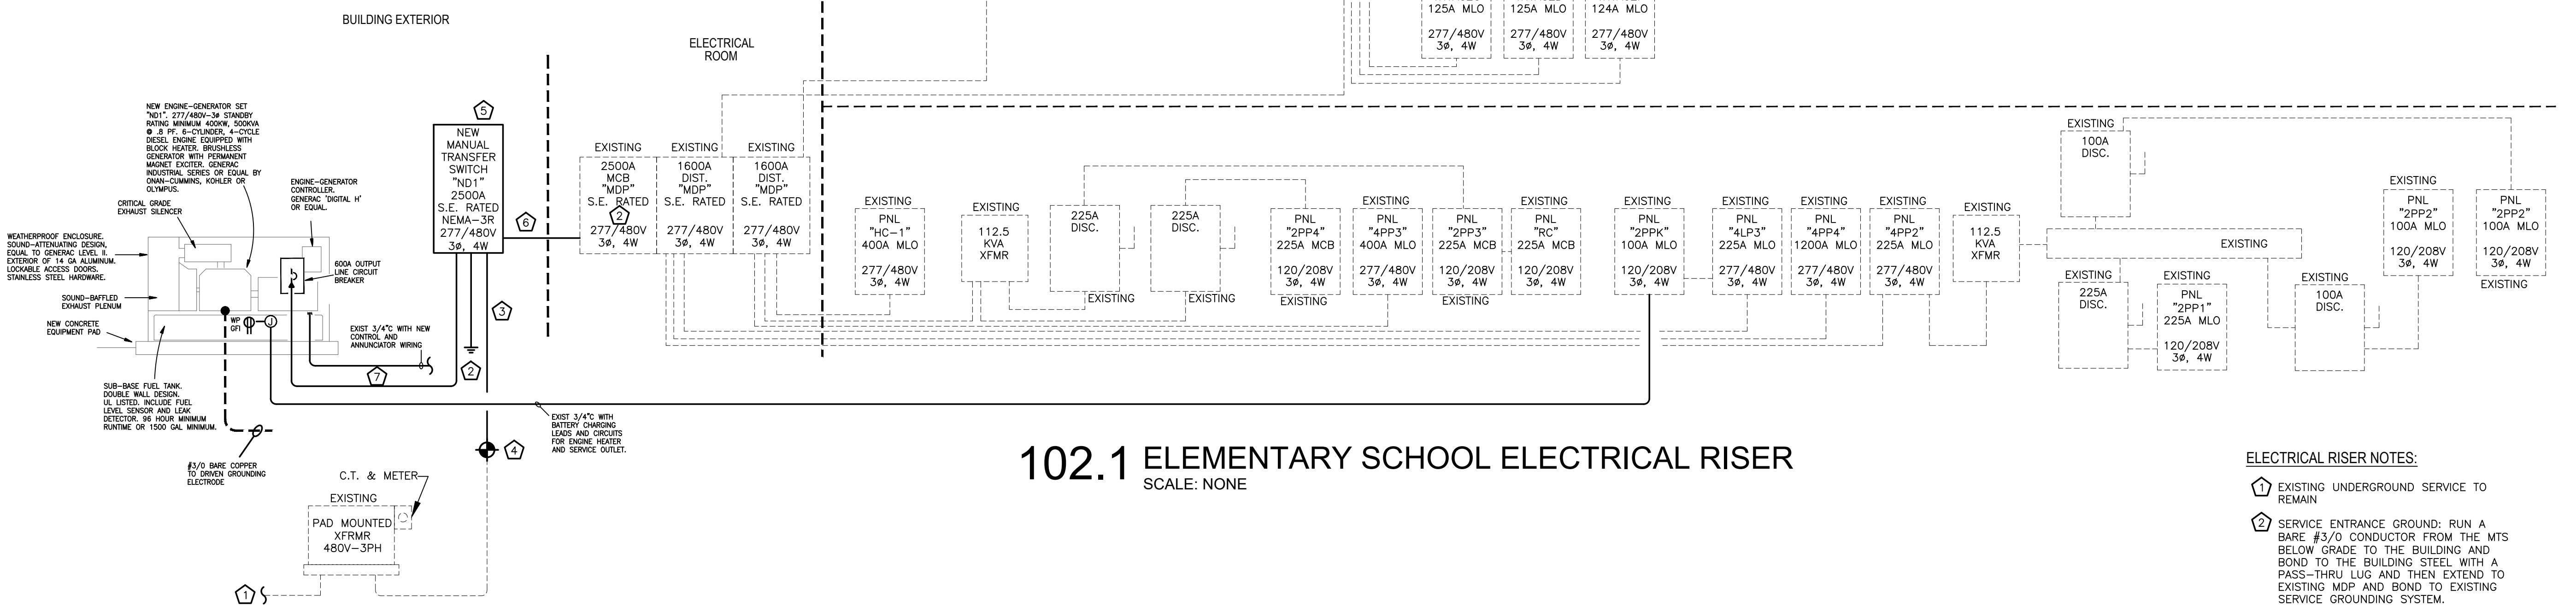 BUILDING EXTERIOR
ELECTRICAL
ROOM
125A MLO
277/480V
3ø, 4W
125A MLO
277/480V
3ø, 4W
124A MLO
277/480V
3ø, 4W
NEW ENGINE-GENERATOR SET
"ND1". 277/480V-3ø STANDBY
RATING MINIMUM 400KW, 500KVA
@ .8 PF. 6-CYLINDER, 4-CYCLE
DIESEL ENGINE EQUIPPED WITH
BLOCK HEATER. BRUSHLESS
GENERATOR WITH PERMANENT
MAGNET EXCITER. GENERAC
INDUSTRIAL SERIES OR EQUAL BY
ONAN-CUMMINS, KOHLER OR
OLYMPUS.
CRITICAL GRADE
EXHAUST SILENCER
ENGINE-GENERATOR
CONTROLLER.
GENERAC 'DIGITAL H'
OR EQUAL.
WEATHERPROOF ENCLOSURE.
SOUND-ATTENUATING DESIGN,
EQUAL TO GENERAC LEVEL II.
EXTERIOR OF 14 GA ALUMINUM.
LOCKABLE ACCESS DOORS.
STAINLESS STEEL HARDWARE.
600A OUTPUT
LINE CIRCUIT
BREAKER
SOUND-BAFFLED
EXHAUST PLENUM
NEW CONCRETE
EQUIPMENT PAD
WP
GFI
J
EXIST 3/4"C WITH NEW
CONTROL AND
ANNUNCIATOR WIRING
SUB-BASE FUEL TANK.
DOUBLE WALL DESIGN.
UL LISTED. INCLUDE FUEL
LEVEL SENSOR AND LEAK
DETECTOR. 96 HOUR MINIMUM
RUNTIME OR 1500 GAL MINIMUM.
#3/0 BARE COPPER
TO DRIVEN GROUNDING
ELECTRODE
5
NEW
MANUAL
TRANSFER
SWITCH
"ND1"
2500A
S.E. RATED
NEMA-3R
277/480V
3ø, 4W
6
3
2
7
4
EXIST 3/4"C WITH
BATTERY CHARGING
LEADS AND CIRCUITS
FOR ENGINE HEATER
AND SERVICE OUTLET.
C.T. & METER
EXISTING
PAD MOUNTED
XFRMR
480V-3PH
1
EXISTING
2500A
MCB
"MDP"
S.E. RATED
2
277/480V
3ø, 4W
EXISTING
1600A
DIST.
"MDP"
S.E. RATED
277/480V
3ø, 4W
EXISTING
1600A
DIST.
"MDP"
S.E. RATED
277/480V
3ø, 4W
EXISTING
PNL
"HC-1"
400A MLO
277/480V
3ø, 4W
EXISTING
112.5
KVA
XFMR
225A
DISC.
EXISTING
225A
DISC.
EXISTING
PNL
"2PP4"
225A MCB
120/208V
3ø, 4W
EXISTING
EXISTING
PNL
"4PP3"
400A MLO
277/480V
3ø, 4W
PNL
"2PP3"
225A MCB
120/208V
3ø, 4W
EXISTING
EXISTING
PNL
"RC"
225A MCB
120/208V
3ø, 4W
EXISTING
PNL
"2PPK"
100A MLO
120/208V
3ø, 4W
EXISTING
PNL
"4LP3"
225A MLO
277/480V
3ø, 4W
EXISTING
PNL
"4PP4"
1200A MLO
277/480V
3ø, 4W
EXISTING
PNL
"4PP2"
225A MLO
277/480V
3ø, 4W
EXISTING
112.5
KVA
XFMR
EXISTING
100A
DISC.
EXISTING
EXISTING
225A
DISC.
EXISTING
PNL
"2PP1"
225A MLO
120/208V
3ø, 4W
EXISTING
100A
DISC.
EXISTING
PNL
"2PP2"
100A MLO
120/208V
3ø, 4W
PNL
"2PP2"
100A MLO
120/208V
3ø, 4W
EXISTING
102.1 ELEMENTARY SCHOOL ELECTRICAL RISER
SCALE: NONE
ELECTRICAL RISER NOTES:
1 EXISTING UNDERGROUND SERVICE TO
REMAIN
2 SERVICE ENTRANCE GROUND: RUN A
BARE #3/0 CONDUCTOR FROM THE MTS
BELOW GRADE TO THE BUILDING AND
BOND TO THE BUILDING STEEL WITH A
PASS-THRU LUG AND THEN EXTEND TO
EXISTING MDP AND BOND TO EXISTING
SERVICE GROUNDING SYSTEM.